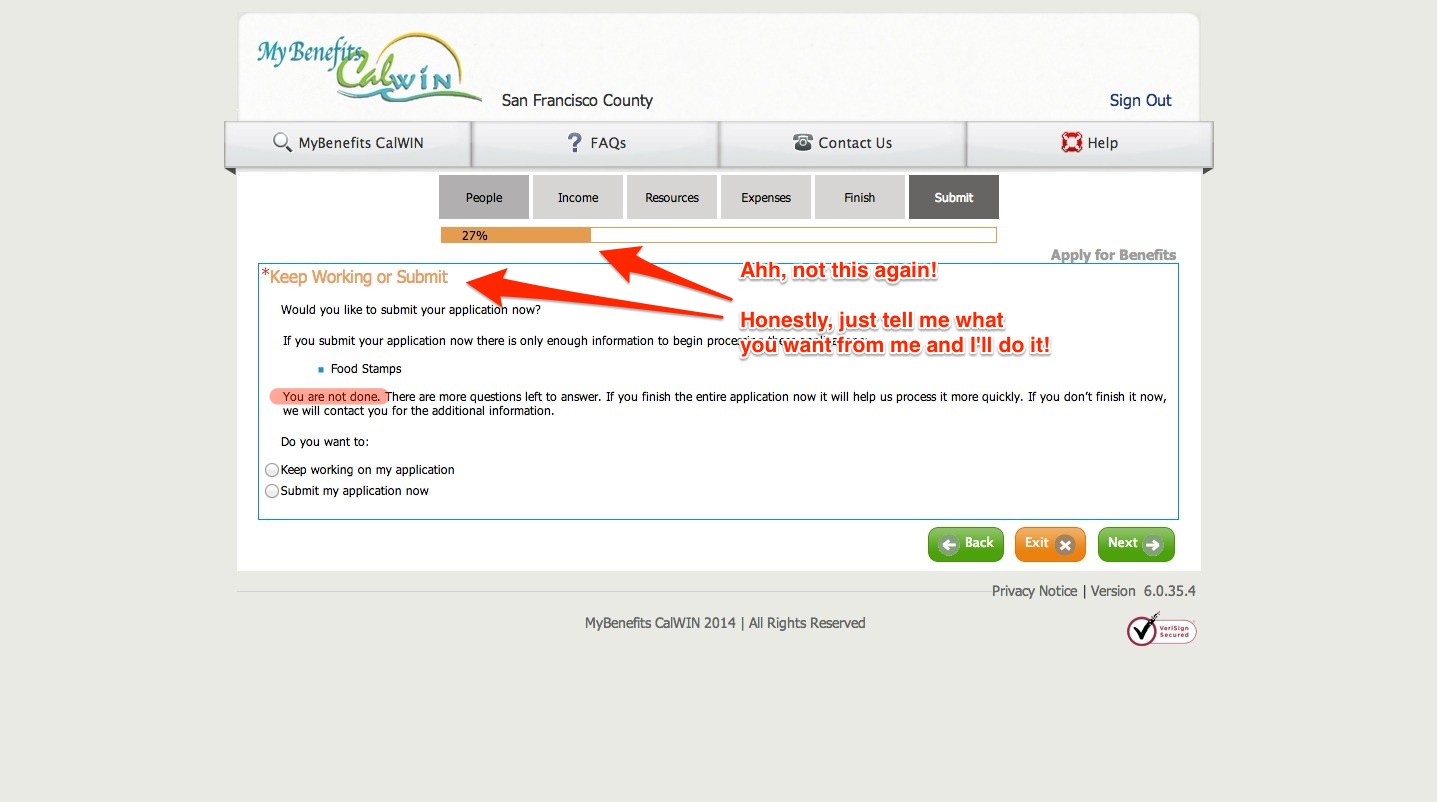 My Benefits
CalWIN
San Francisco County
Sign Out
MyBenefits CalWIN
? FAQs
Contact Us
Help
People
Income
Resources
Expenses
Finish
Submit
27%
Apply for Benefits
*Keep Working or Submit
Ahh, not this again!
Would you like to submit your application now?
Honestly, just tell me what
you want from me and I'll do it!
If you submit your application now there is only enough information to begin
Food Stamps
You are not done. There are more questions left to answer. If you finish the entire application now it will help us process it more quickly. If you don’t finish it now,
we will contact you for the additional information.
Do you want to:
Keep working on my application
Submit my application now
Back
Exit
Next
Privacy Notice | Version 6.0.35.4
MyBenefits CalWIN 2014 | All Rights Reserved
VeriSign
Secured